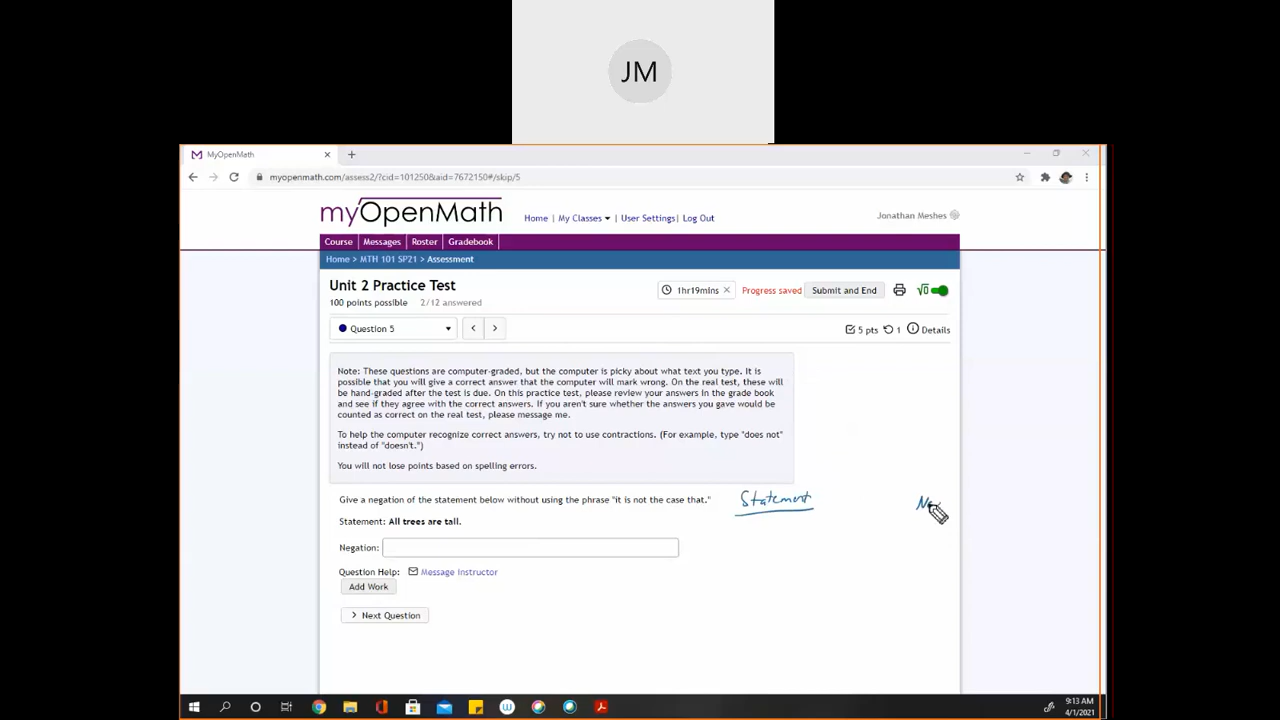 JM
MyOpenMath
myopenmath.com/assess2/?cid=101250&aid=7672150#/skip/5
myOpenMath
Home | My Classes | User Settings | Log Out
Jonathan Meshes
Course Messages Roster Gradebook
Home > MTH 101 SP21 > Assessment
Unit 2 Practice Test
1hr19mins × Progress saved Submit and End √0
100 points possible 2/12 answered
Question 5 < > 5 pts 1 Details
Note: These questions are computer-graded, but the computer is picky about what text you type. It is
possible that you will give a correct answer that the computer will mark wrong. On the real test, these will
be hand-graded after the test is due. On this practice test, please review your answers in the grade book
and see if they agree with the correct answers. If you aren't sure whether the answers you gave would be
counted as correct on the real test, please message me.
To help the computer recognize correct answers, try not to use contractions. (For example, type "does not"
instead of "doesn't.")
You will not lose points based on spelling errors.
Give a negation of the statement below without using the phrase "it is not the case that." Statement
Statement: All trees are tall.
Negation:
Question Help: Message instructor
Add Work
> Next Question
9:13 AM
4/1/2021